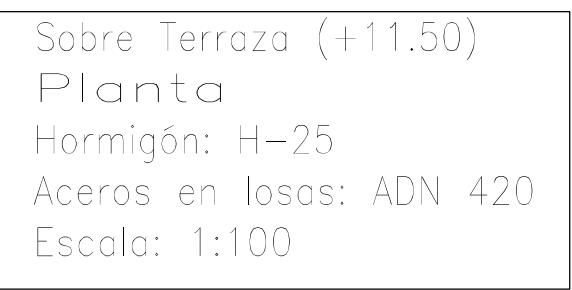 Sobre Terraza (+11.50)
Planta
Hormigón: H-25
Aceros en losas: ADN 420
Escala: 1:100